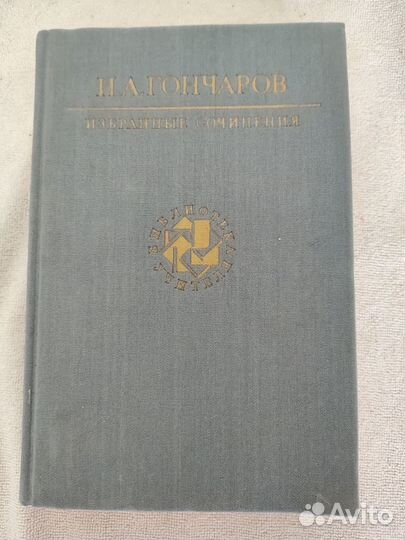 И.А.ГОНЧАРОВ
ИЗБРАННЫЕ СОЧИНЕНИЯ
БИБЛИОТЕКА УЧИТЕЛЯ
Avito